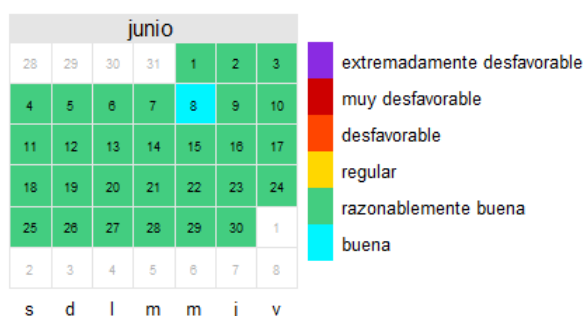 junio
28 29 30 31 1 2 3
4 5 6 7 8 9 10
11 12 13 14 15 16 17
18 19 20 21 22 23 24
25 26 27 28 29 30 1
2 3 4 5 6 7 8
s d l m m j v
extremadamente desfavorable
muy desfavorable
desfavorable
regular
razonablemente buena
buena